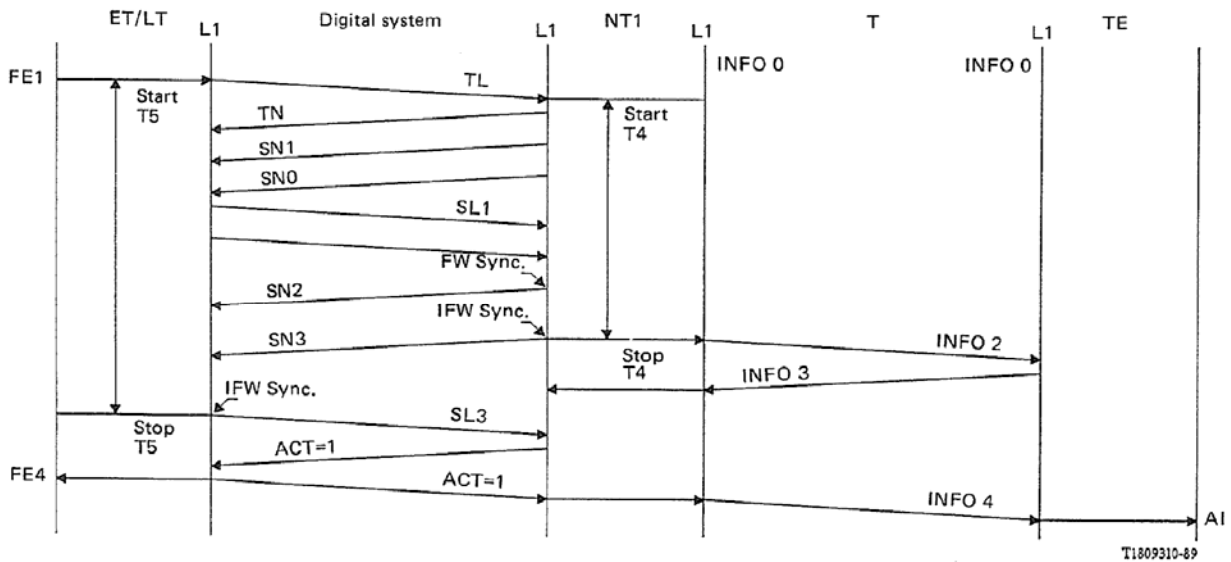 ET/LT
Digital system
NT1
T
TE
L1
L1
L1
L1
INFO 0
INFO 0
FE1
TL
Start
T5
Start
T4
TN
SN1
SN0
SL1
FW Sync.
SN2
IFW Sync.
SN3
INFO 2
Stop
T4
INFO 3
IFW Sync.
SL3
Stop
T5
ACT=1
FE4
ACT=1
INFO 4
AI
T1809310-89